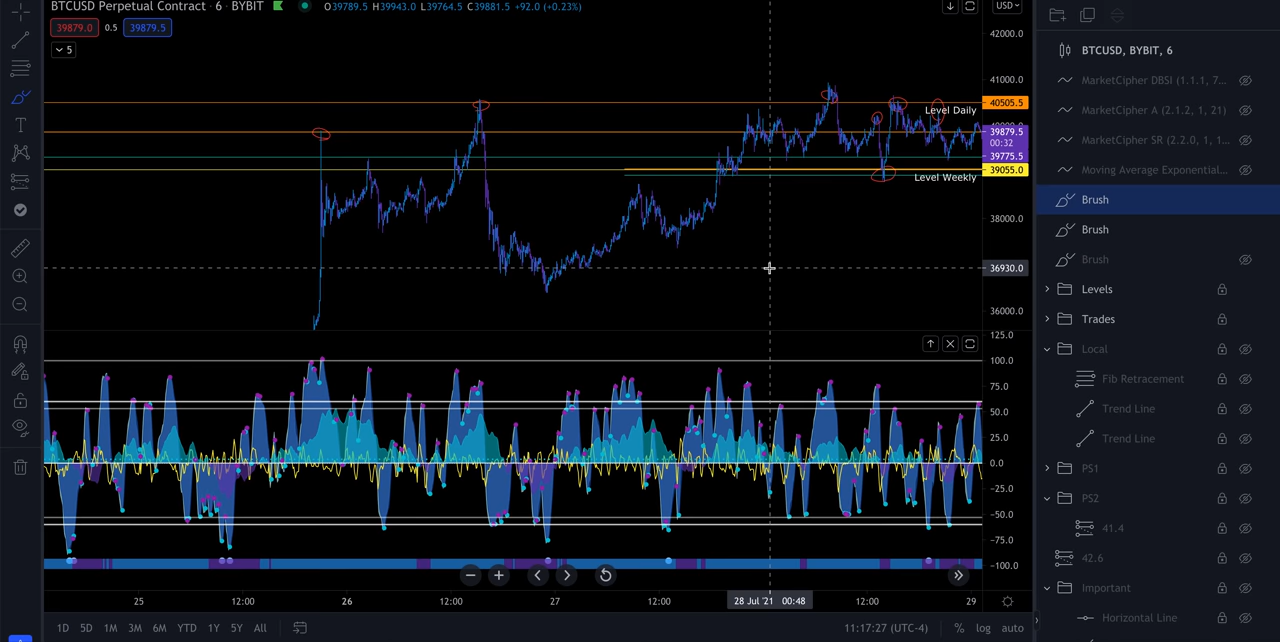 BTCUSD Perpetual Contract · 6 · BYBIT O39789.5 H39943.0 L39764.5 C39881.5 +92.0 (+0.23%)
USD
39879.0 0.5 39879.5
5
42000.0
41000.0
40505.5
Level Daily
39879.5
00:32
39775.5
39055.0
Level Weekly
38000.0
36930.0
36000.0
125.0
100.0
75.0
50.0
25.0
0.0
−25.0
−50.0
−75.0
−100.0
25 12:00 26 12:00 27 12:00 28 Jul '21 00:48 12:00 29
1D 5D 1M 3M 6M YTD 1Y 5Y All 11:17:27 (UTC-4) % log auto
BTCUSD, BYBIT, 6
MarketCipher DBSI (1.1.1, 7...
MarketCipher A (2.1.2, 1, 21)
MarketCipher SR (2.2.0, 1, 1...
Moving Average Exponential...
Brush
Brush
Brush
Levels
Trades
Local
Fib Retracement
Trend Line
Trend Line
PS1
PS2
41.4
42.6
Important
Horizontal Line